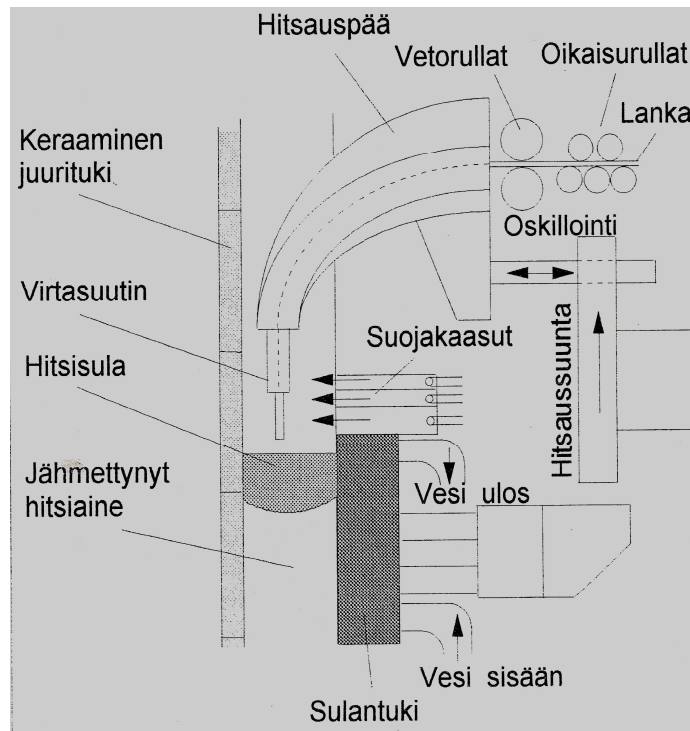 Hitsauspää
Vetorullat
Oikaisurullat
Lanka
Keraaminen
juurituki
Oskillointi
Virtasuutin
Suojakaasut
Hitsisula
Hitsaussuunta
Jähmettynyt
hitsiaine
Vesi ulos
Vesi sisään
Sulantuki